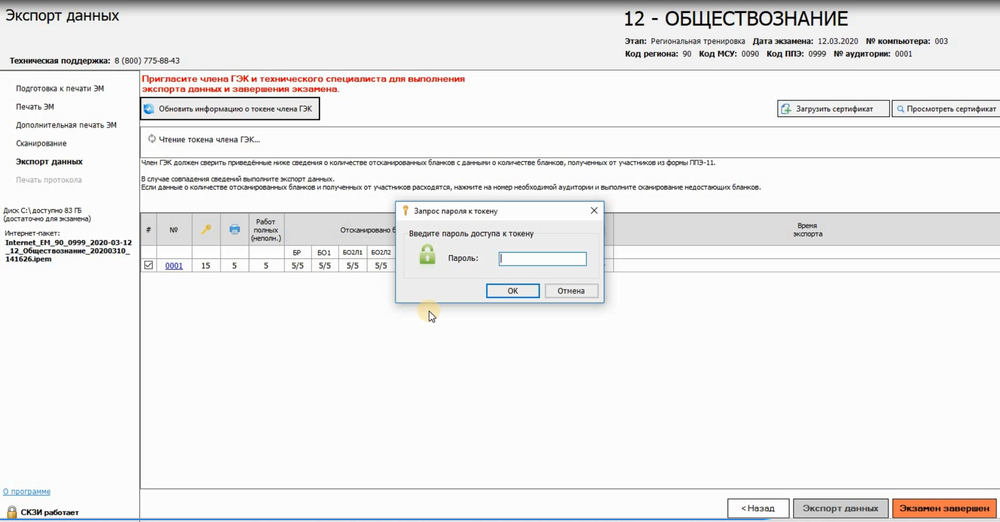 Экспорт данных
12 - ОБЩЕСТВОЗНАНИЕ
Этап: Региональная тренировка Дата экзамена: 12.03.2020 № компьютера: 003
Код региона: 90 Код МСУ: 0090 Код ППЭ: 0999 № аудитории: 0001
Техническая поддержка: 8 (800) 775-88-43
Подготовка к печати ЭМ
Печать ЭМ
Дополнительная печать ЭМ
Сканирование
Экспорт данных
Печать протокола
Диск C:\ доступно 83 ГБ
(достаточно для экзамена)
Интернет-пакет:
Internet_EM_90_0999_2020-03-12
_12_Обществознание_20200310_
141626.ipem
О программе
СКЗИ работает
Пригласите члена ГЭК и технического специалиста для выполнения
экспорта данных и завершения экзамена.
Обновить информацию о токене члена ГЭК
Загрузить сертификат
Просмотреть сертификат
Чтение токена члена ГЭК...
Член ГЭК должен сверить приведённые ниже сведения о количестве отсканированных бланков с данными о количестве бланков, полученных от участников из формы ППЭ-11.
В случае совпадения сведений выполните экспорт данных.
Если данные о количестве отсканированных бланков и полученных от участников расходятся, нажмите на номер необходимой аудитории и выполните сканирование недостающих бланков.
# № Работ полных (неполн.) Отсканировано Время экспорта
БР БО1 БО2Л1 БО2Л2
0001 15 5 5 5/5 5/5 5/5 5/5
Запрос пароля к токену
Введите пароль доступа к токену
Пароль:
ОК Отмена
< Назад
Экспорт данных
Экзамен завершен